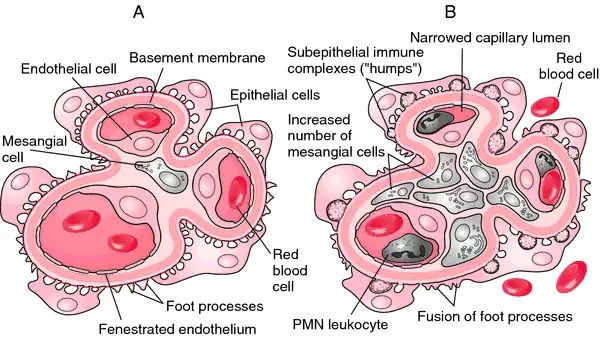 A
Basement membrane
Endothelial cell
Epithelial cells
Mesangial
cell
Red
blood
cell
Foot processes
Fenestrated endothelium
B
Narrowed capillary lumen
Subepithelial immune
complexes ("humps")
Red
blood cell
Increased
number of
mesangial cells
PMN leukocyte
Fusion of foot processes